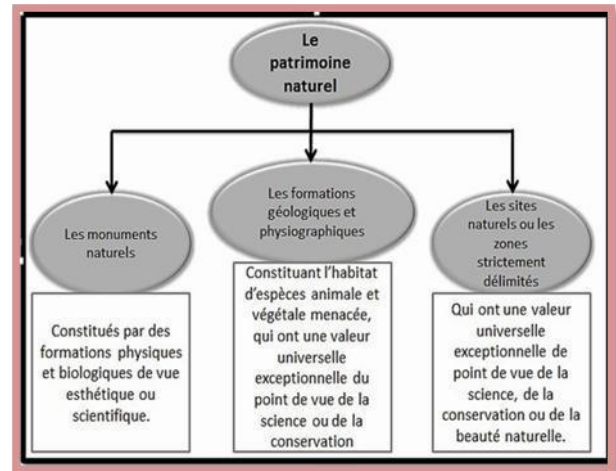 Le
patrimoine
naturel
Les monuments
naturels
Constitués par des
formations physiques
et biologiques de vue
esthétique ou
scientifique.
Les formations
géologiques et
physiographiques
Constituant l'habitat
d'espèces animale et
végétale menacée,
qui ont une valeur
universelle
exceptionnelle du
point de vue de la
science ou de la
conservation
Les sites
naturels ou les
zones
strictement
délimités
Qui ont une valeur
universelle
exceptionnelle de
point de vue de la
science, de la
conservation ou de la
beauté naturelle.